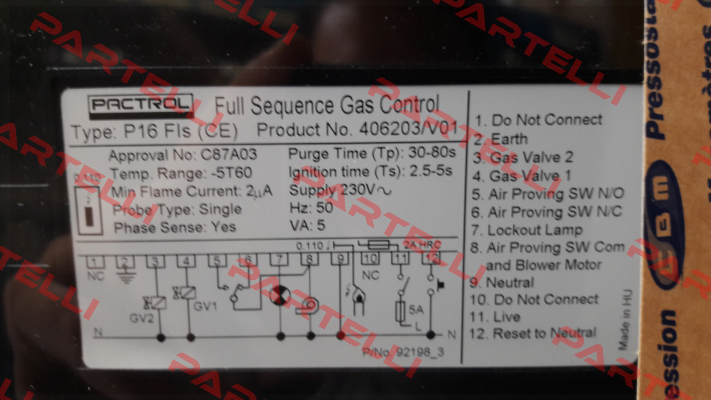 PACTROL Full Sequence Gas Control
Type: P16 FIs (CE) Product No. 406203/V01
0.110
Approval No: C87A03
Temp. Range: -5T60
Min Flame Current: 2µA
Probe Type: Single
Phase Sense: Yes
Purge Time (Tp): 30-80s
Ignition time (Ts): 2.5-5s
Supply 230V~
Hz: 50
VA: 5
0.110 2A HRC
1 2 3 4 5 6 7 8 9 10 11 12
NC NC
GV2 GV1 5A
L
N N
P/No. 92198_3
1. Do Not Connect
2. Earth
3. Gas Valve 2
4. Gas Valve 1
5. Air Proving SW N/O
6. Air Proving SW N/C
7. Lockout Lamp
8. Air Proving SW Com
and Blower Motor
9. Neutral
10. Do Not Connect
11. Live
12. Reset to Neutral
Made in HU
Pressosta
CBM
ession
PARTELLI
PARTELLI
PARTELLI
PARTELLI
PARTELLI
PARTELLI